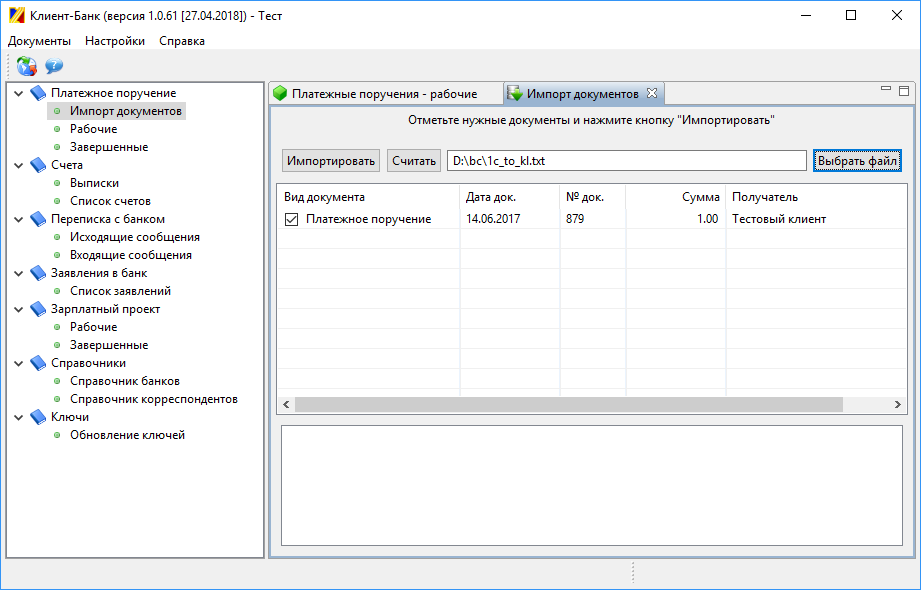 Клиент-Банк (версия 1.0.61 [27.04.2018]) - Тест
Документы Настройки Справка
Платежное поручение
Импорт документов
Рабочие
Завершенные
Счета
Выписки
Список счетов
Переписка с банком
Исходящие сообщения
Входящие сообщения
Заявления в банк
Список заявлений
Зарплатный проект
Рабочие
Завершенные
Справочники
Справочник банков
Справочник корреспондентов
Ключи
Обновление ключей
Платежные поручения - рабочие Импорт документов
Отметьте нужные документы и нажмите кнопку "Импортировать"
Импортировать Считать D:\bc\1c_to_kl.txt Выбрать файл
Вид документа Дата док. № док. Сумма Получатель
Платежное поручение 14.06.2017 879 1.00 Тестовый клиент